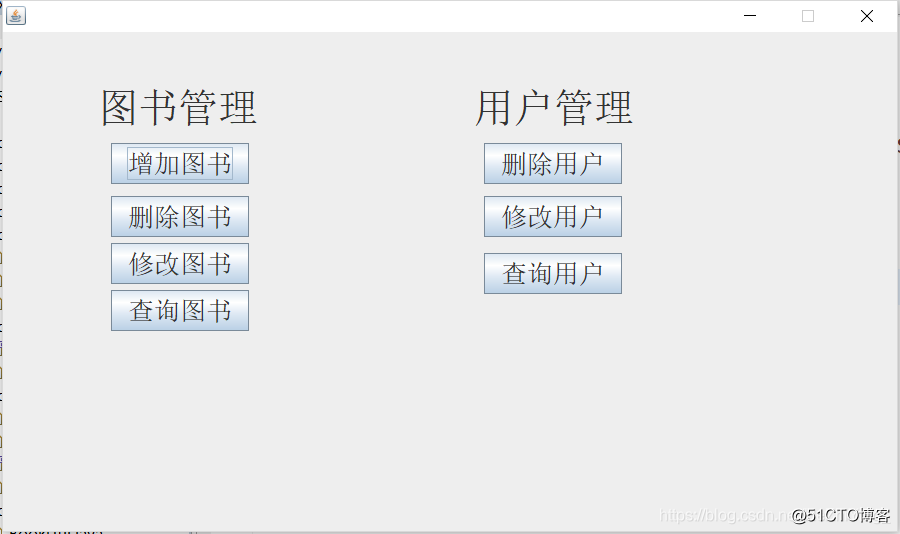 图书管理
增加图书
删除图书
修改图书
查询图书
用户管理
删除用户
修改用户
查询用户
https://blog.csdn.n
@51CTO博客